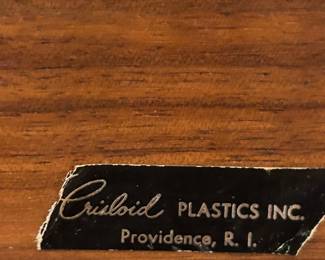 Crisloid PLASTICS INC.
Providence, R. I.